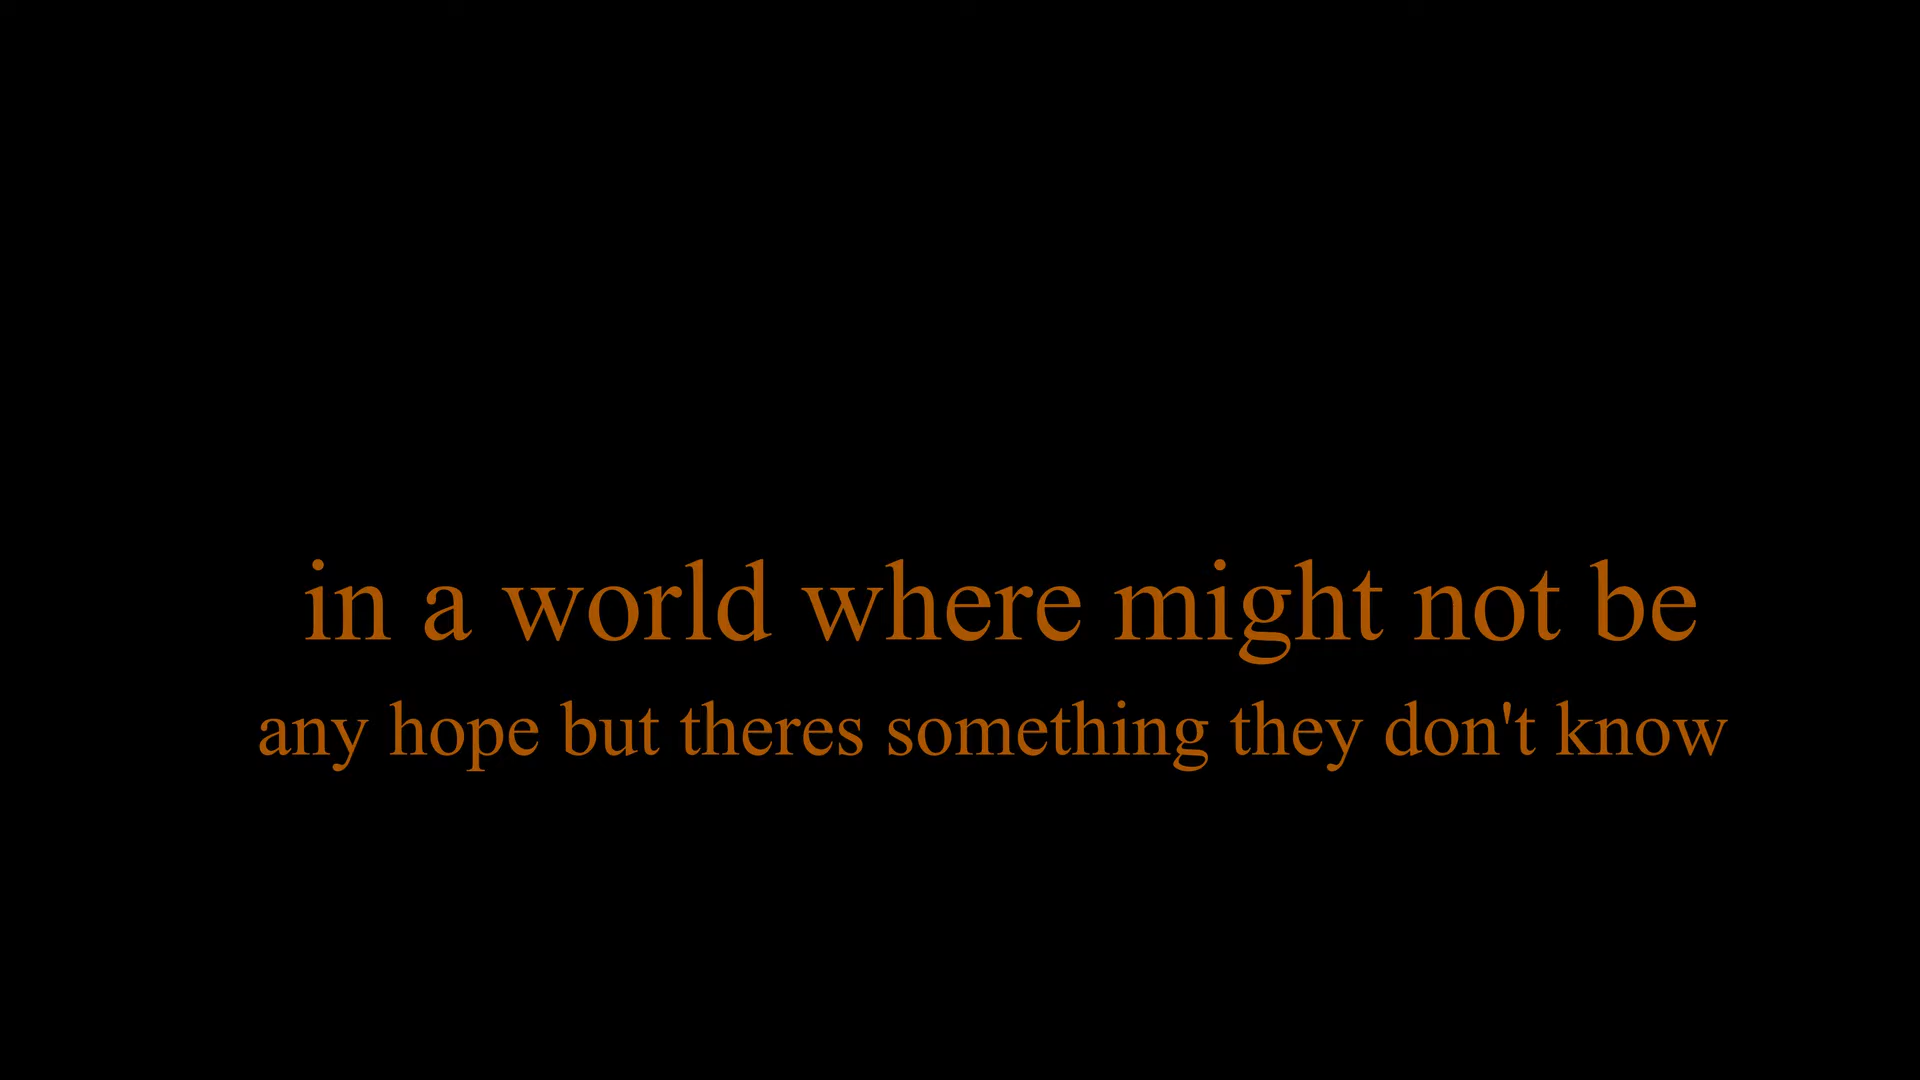 in a world where might not be
any hope but theres something they don't know